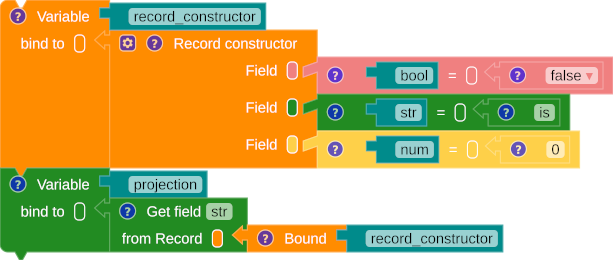 ? Variable record_constructor
bind to ? Record constructor
Field ? bool = ? false ▾
Field ? str = ? is
Field ? num = ? 0
? Variable projection
bind to ? Get field str
from Record ? Bound record_constructor